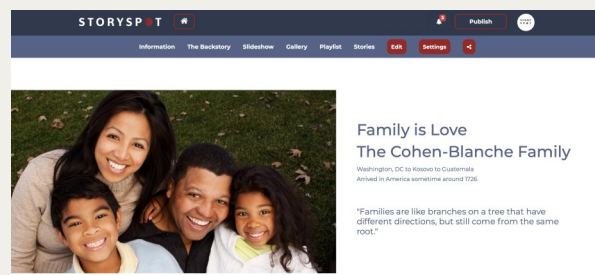 STORYSPOT
3
Publish
Information The Backstory Slideshow Gallery Playlist Stories Edit Settings
Family is Love
The Cohen-Blanche Family
Washington, DC to Kosovo to Guatemala
Arrived in America sometime around 1726.
"Families are like branches on a tree that have
different directions, but still come from the same
root."